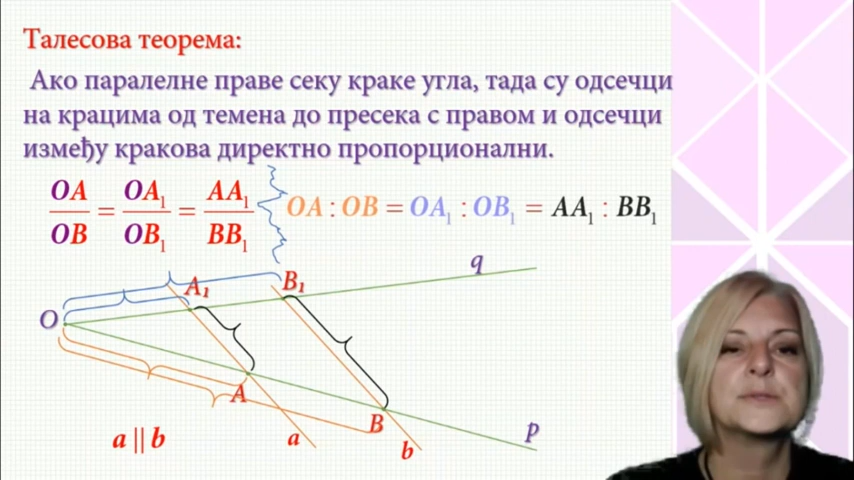 Талесова теорема:
Ако паралелне праве секу краке угла, тада су одсечци
на крацима од темена до пресека с правом и одсечци
између кракова директно пропорционални.
OA/OB = OA₁/OB₁ = AA₁/BB₁
OA : OB = OA₁ : OB₁ = AA₁ : BB₁
q
A₁
B₁
O
A
B
p
a || b
a
b